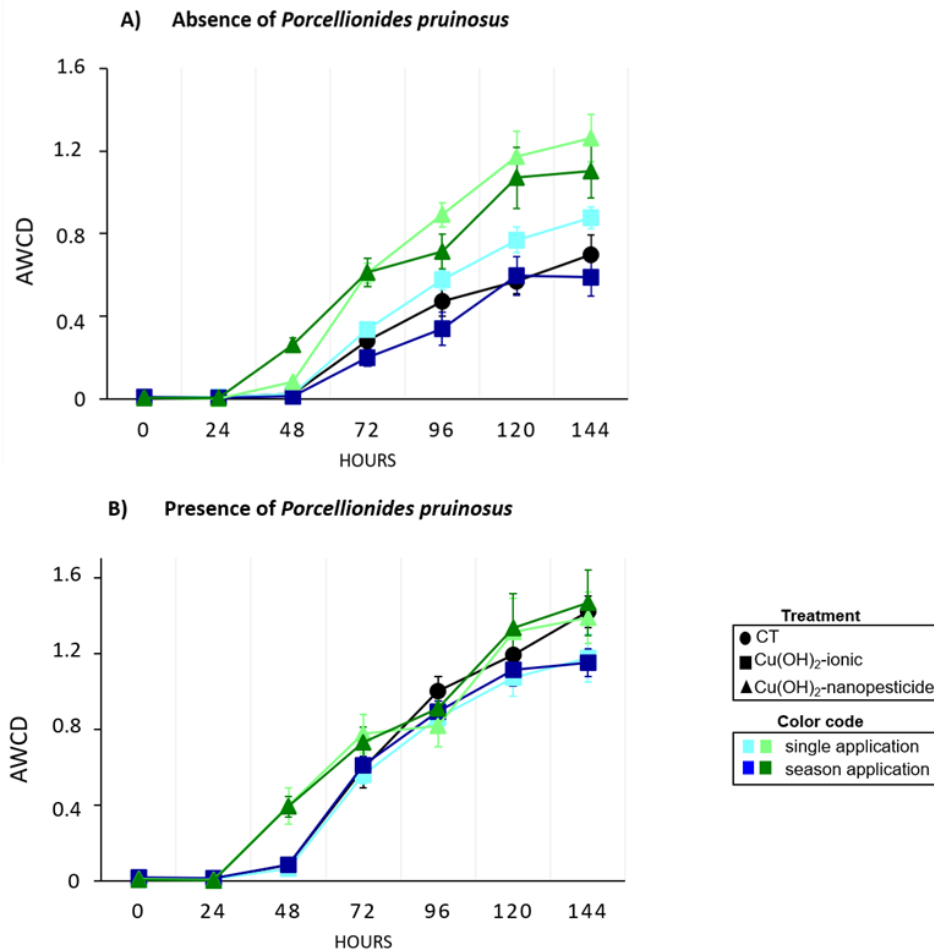 A) Absence of Porcellionides pruinosus
1.6
1.2
0.8
0.4
0
AWCD
0 24 48 72 96 120 144
HOURS
B) Presence of Porcellionides pruinosus
1.6
1.2
0.8
0.4
0
AWCD
0 24 48 72 96 120 144
HOURS
Treatment
CT
Cu(OH)₂-ionic
Cu(OH)₂-nanopesticide
Color code
single application
season application